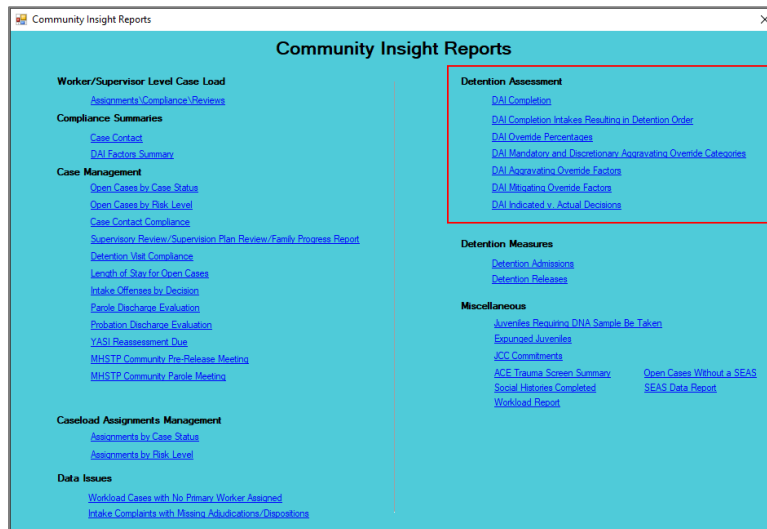 Community Insight Reports
Community Insight Reports
Worker/Supervisor Level Case Load
Assignments\Compliance\Reviews
Compliance Summaries
Case Contact
DAI Factors Summary
Case Management
Open Cases by Case Status
Open Cases by Risk Level
Case Contact Compliance
Supervisory Review/Supervision Plan Review/Family Progress Report
Detention Visit Compliance
Length of Stay for Open Cases
Intake Offenses by Decision
Parole Discharge Evaluation
Probation Discharge Evaluation
YASI Reassessment Due
MHSTP Community Pre-Release Meeting
MHSTP Community Parole Meeting
Caseload Assignments Management
Assignments by Case Status
Assignments by Risk Level
Data Issues
Workload Cases with No Primary Worker Assigned
Intake Complaints with Missing Adjudications/Dispositions
Detention Assessment
DAI Completion
DAI Completion Intakes Resulting in Detention Order
DAI Override Percentages
DAI Mandatory and Discretionary Aggravating Override Categories
DAI Aggravating Override Factors
DAI Mitigating Override Factors
DAI Indicated v. Actual Decisions
Detention Measures
Detention Admissions
Detention Releases
Miscellaneous
Juveniles Requiring DNA Sample Be Taken
Expunged Juveniles
JCC Commitments
ACE Trauma Screen Summary Open Cases Without a SEAS
Social Histories Completed SEAS Data Report
Workload Report